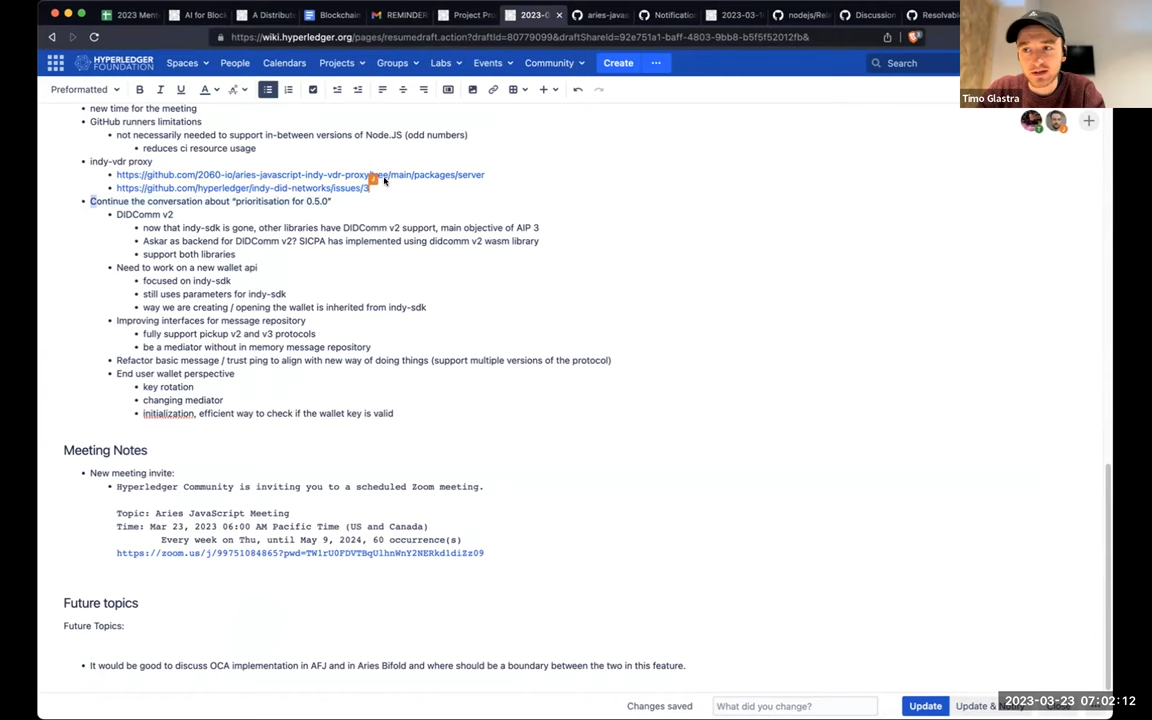 2023 Ment
AI for Block
A Distribute
Blockchain
REMINDER
Project Pro
2023-0
aries-javas
Notification
2023-03-1
nodejs/Rele
Discussion
Resolvable
https://wiki.hyperledger.org/pages/resumedraft.action?draftId=80779099&draftShareId=92e751a1-baff-4803-9bb8-b5f5f52012fb&
HYPERLEDGER FOUNDATION
Spaces
People
Calendars
Projects
Groups
Labs
Events
Community
Create
Search
Preformatted
B
I
U
A
Timo Glastra
new time for the meeting
GitHub runners limitations
not necessarily needed to support in-between versions of Node.JS (odd numbers)
reduces ci resource usage
indy-vdr proxy
https://github.com/2060-io/aries-javascript-indy-vdr-proxy/tree/main/packages/server
https://github.com/hyperledger/indy-did-networks/issues/3
Continue the conversation about "prioritisation for 0.5.0"
DIDComm v2
now that indy-sdk is gone, other libraries have DIDComm v2 support, main objective of AIP 3
Askar as backend for DIDComm v2? SICPA has implemented using didcomm v2 wasm library
support both libraries
Need to work on a new wallet api
focused on indy-sdk
still uses parameters for indy-sdk
way we are creating / opening the wallet is inherited from indy-sdk
Improving interfaces for message repository
fully support pickup v2 and v3 protocols
be a mediator without in memory message repository
Refactor basic message / trust ping to align with new way of doing things (support multiple versions of the protocol)
End user wallet perspective
key rotation
changing mediator
initialization, efficient way to check if the wallet key is valid
Meeting Notes
New meeting invite:
Hyperledger Community is inviting you to a scheduled Zoom meeting.
Topic: Aries JavaScript Meeting
Time: Mar 23, 2023 06:00 AM Pacific Time (US and Canada)
Every week on Thu, until May 9, 2024, 60 occurrence(s)
https://zoom.us/j/99751084865?pwd=TW1rU0FDVTBqUlhnWnY2NERkd1diZz09
Future topics
Future Topics:
It would be good to discuss OCA implementation in AFJ and in Aries Bifold and where should be a boundary between the two in this feature.
Changes saved
What did you change?
Update
Update &
2023-03-23 07:02:12